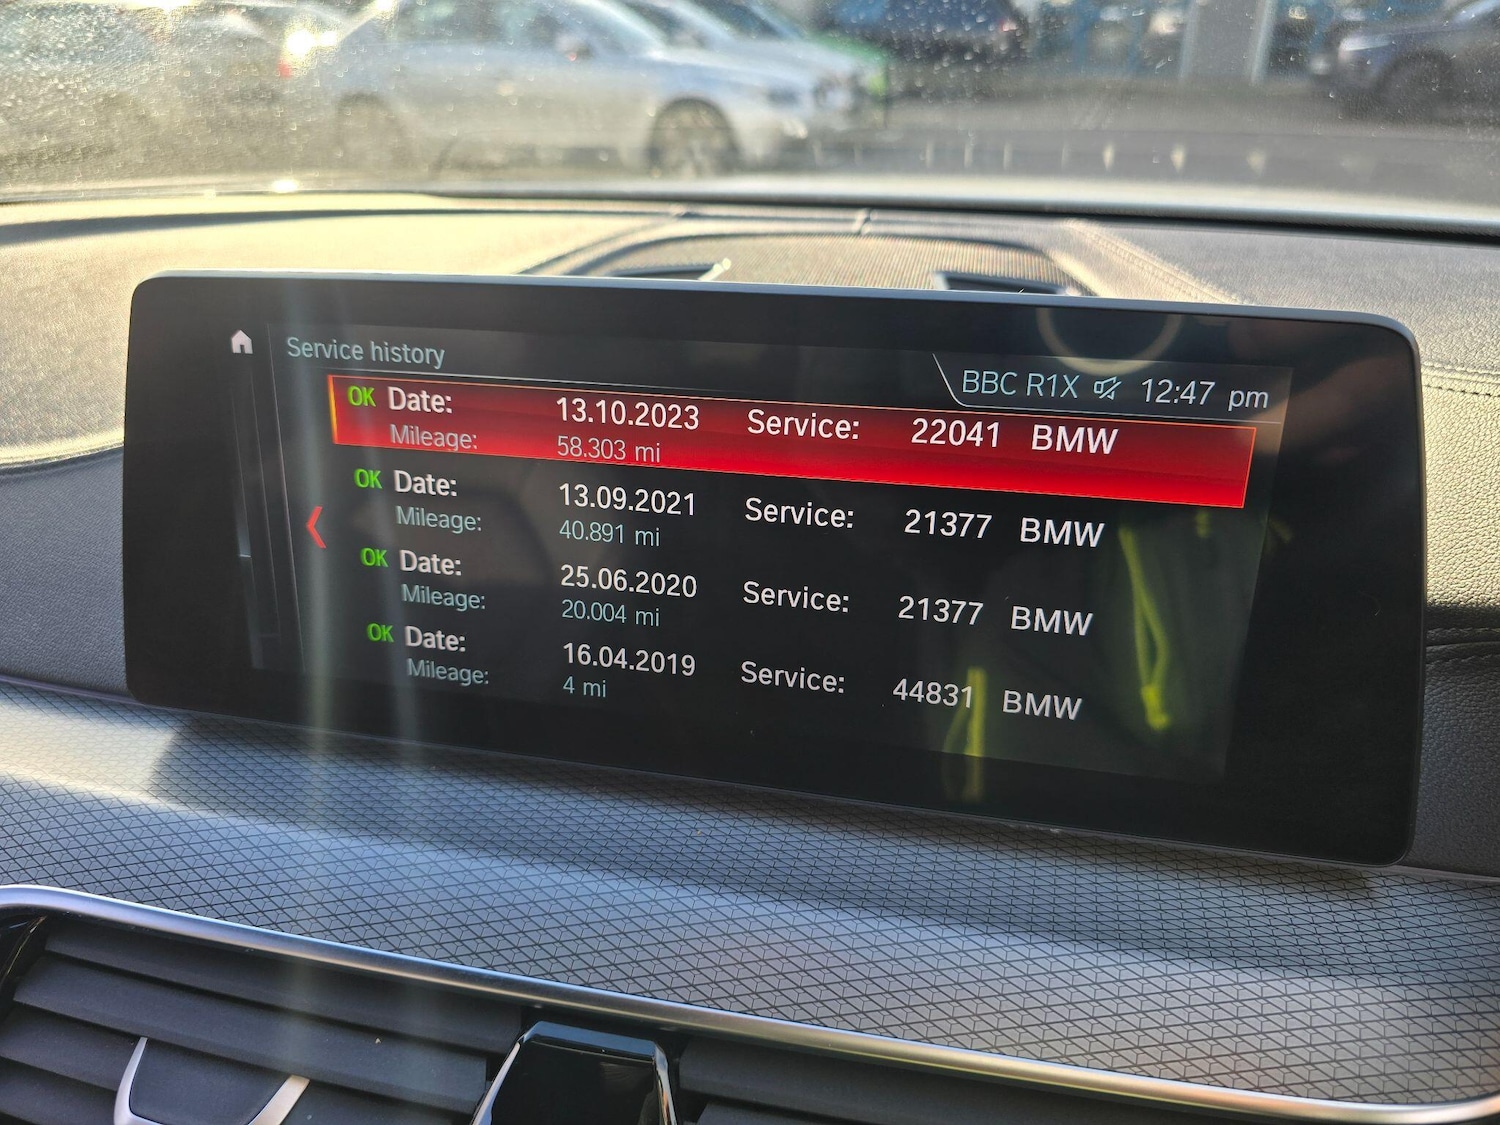 Service history
BBC R1X 12:47 pm
OK Date: 13.10.2023 Service: 22041 BMW
Mileage: 58.303 mi
OK Date: 13.09.2021 Service: 21377 BMW
Mileage: 40.891 mi
OK Date: 25.06.2020 Service: 21377 BMW
Mileage: 20.004 mi
OK Date: 16.04.2019 Service: 44831 BMW
Mileage: 4 mi